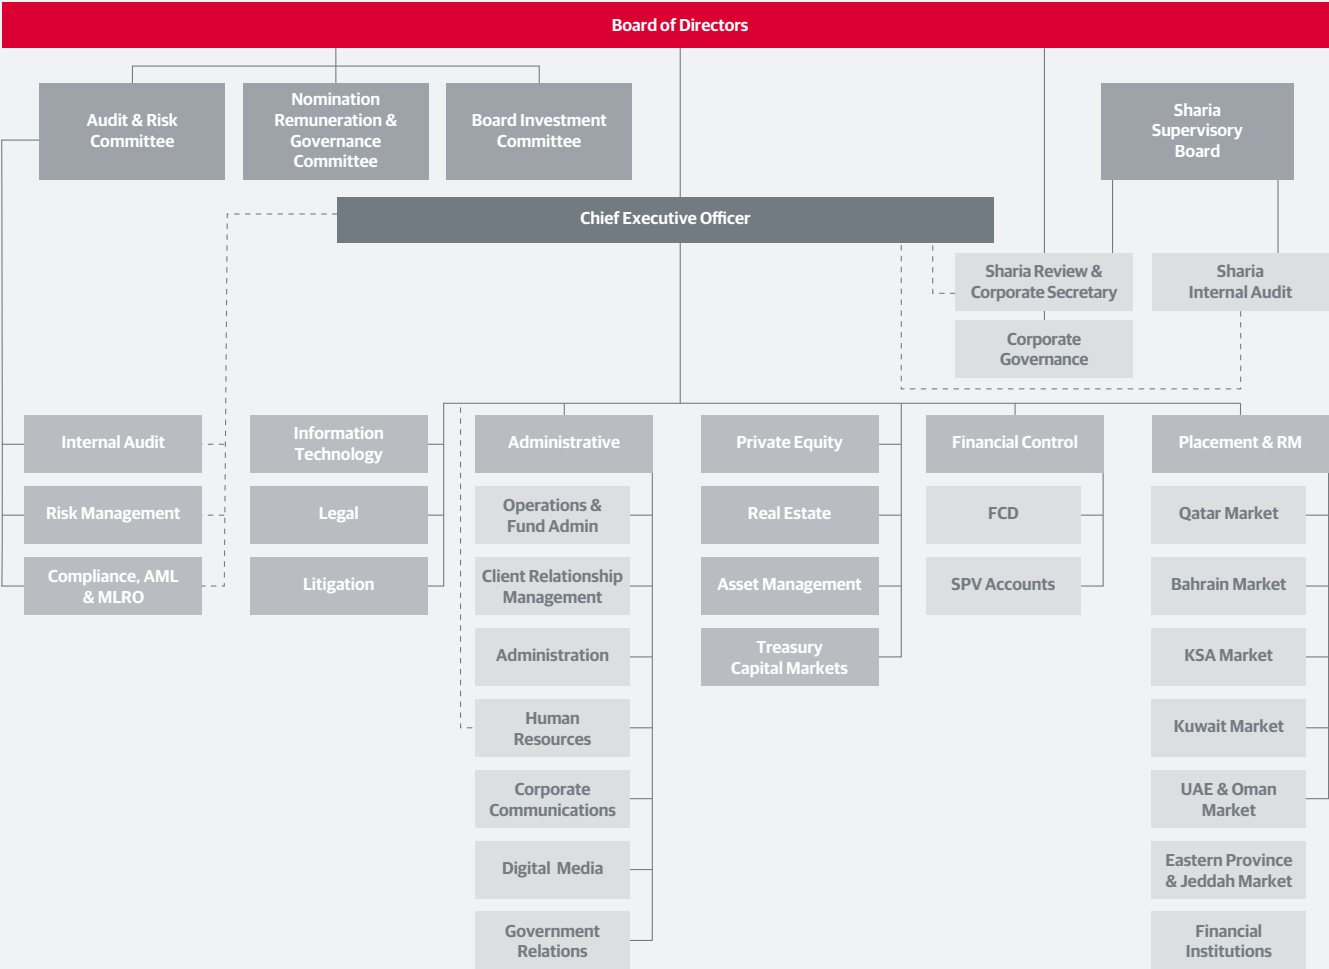 Board of Directors
Audit & Risk
Committee
Nomination
Remuneration &
Governance
Committee
Board Investment
Committee
Sharia
Supervisory
Board
Chief Executive Officer
Sharia Review &
Corporate Secretary
Sharia
Internal Audit
Corporate
Governance
Internal Audit
Risk Management
Compliance, AML
& MLRO
Information
Technology
Legal
Litigation
Administrative
Operations &
Fund Admin
Client Relationship
Management
Administration
Human
Resources
Corporate
Communications
Digital Media
Government
Relations
Private Equity
Real Estate
Asset Management
Treasury
Capital Markets
Financial Control
FCD
SPV Accounts
Placement & RM
Qatar Market
Bahrain Market
KSA Market
Kuwait Market
UAE & Oman
Market
Eastern Province
& Jeddah Market
Financial
Institutions